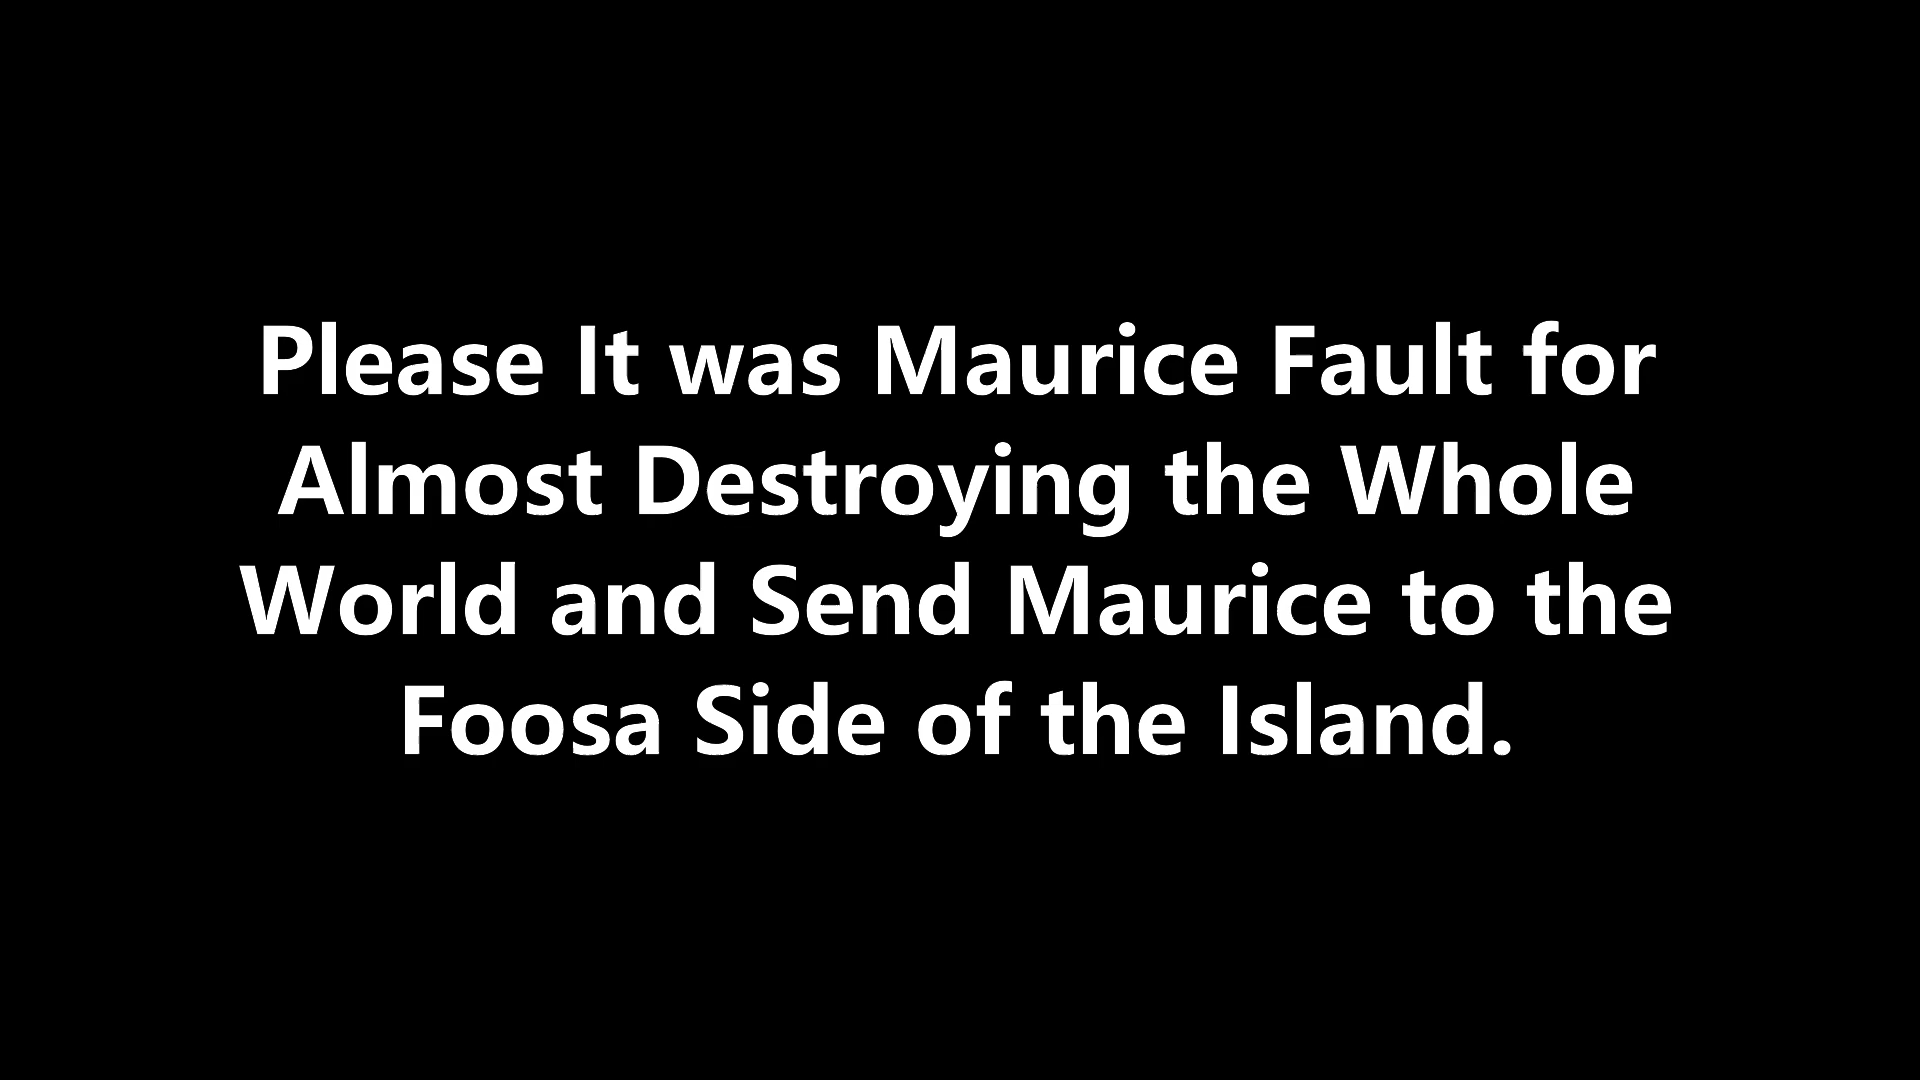 Please It was Maurice Fault for
Almost Destroying the Whole
World and Send Maurice to the
Foosa Side of the Island.